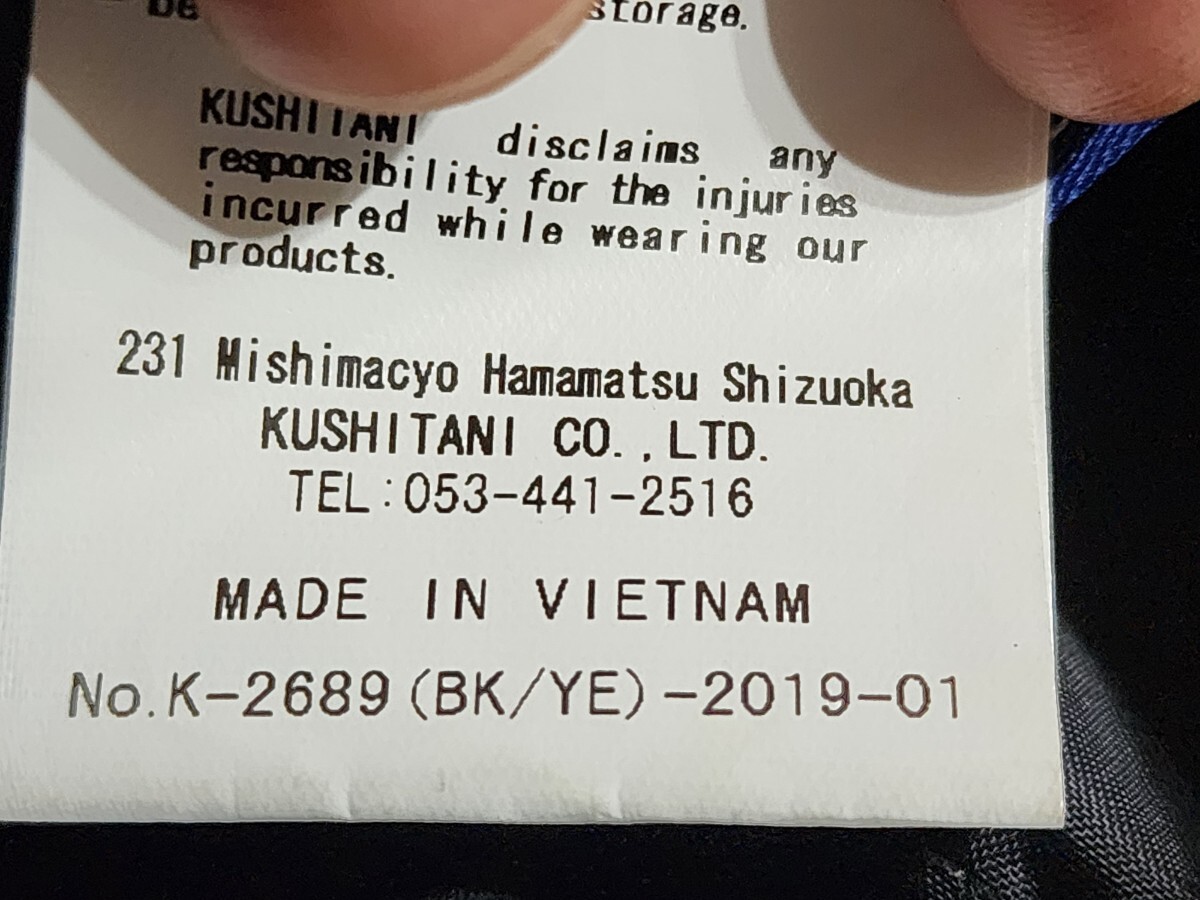 be storage.
KUSHITANI disclaims any
responsibility for the injuries
incurred while wearing our
products.
231 Mishimacyo Hamamatsu Shizuoka
KUSHITANI CO.,LTD.
TEL:053-441-2516
MADE IN VIETNAM
No.K-2689(BK/YE)-2019-01